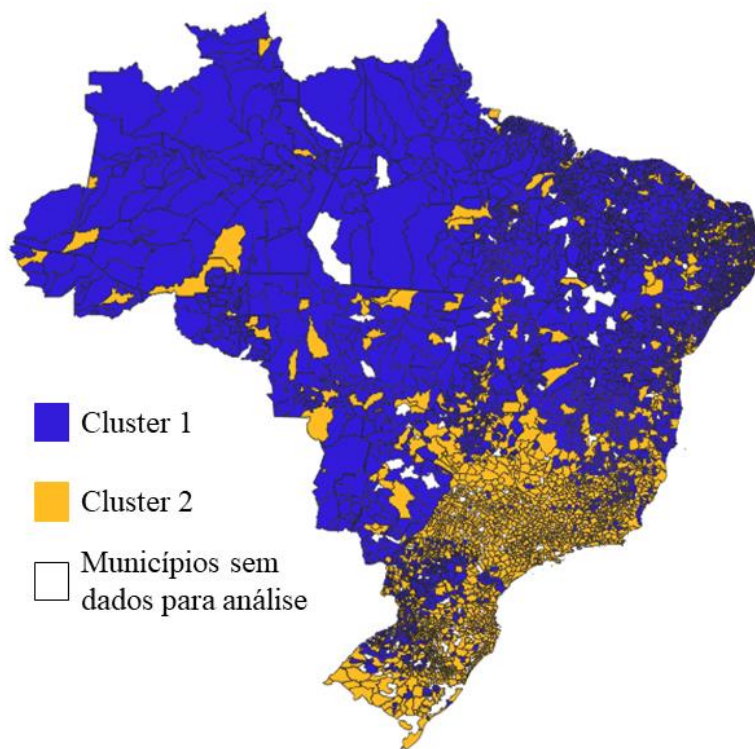 Cluster 1
Cluster 2
Municípios sem
dados para análise